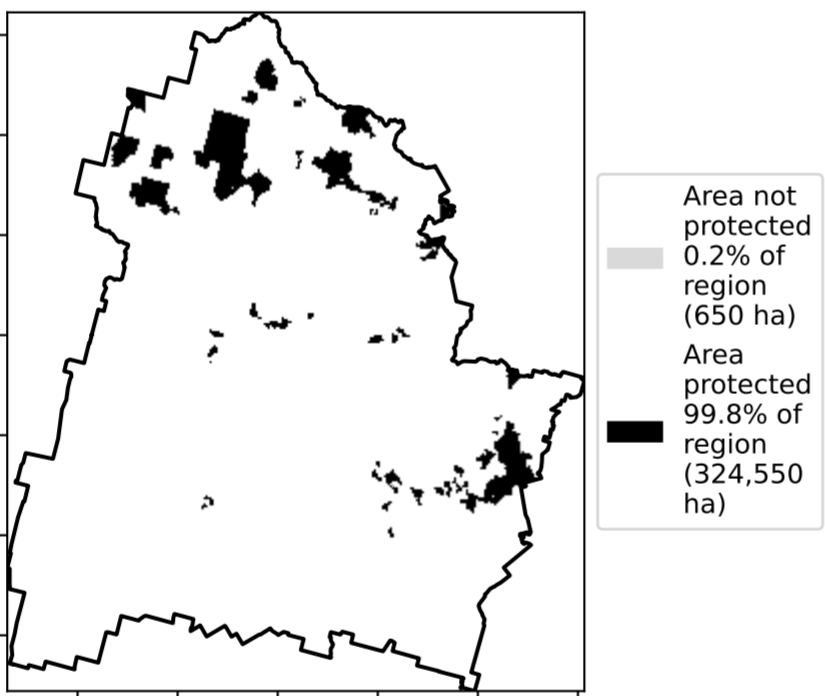 Area not
protected
0.2% of
region
(650 ha)
Area
protected
99.8% of
region
(324,550
ha)